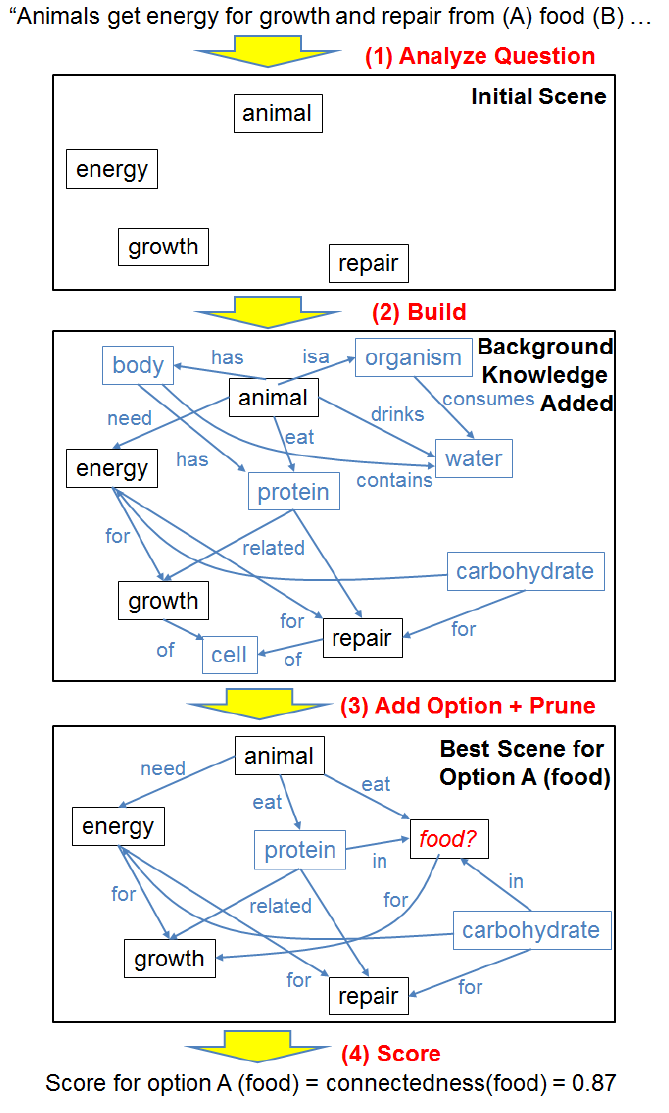 “Animals get energy for growth and repair from (A) food (B) …
(1) Analyze Question
Initial Scene
animal
energy
growth
repair
(2) Build
Background
Knowledge
Added
body
has
isa
organism
animal
consumes
need
drinks
eat
energy
has
water
protein
contains
for
related
carbohydrate
growth
for
repair
for
of
cell
of
(3) Add Option + Prune
Best Scene for
Option A (food)
animal
need
eat
eat
energy
food?
protein
in
in
for
for
related
carbohydrate
growth
for
repair
for
(4) Score
Score for option A (food) = connectedness(food) = 0.87